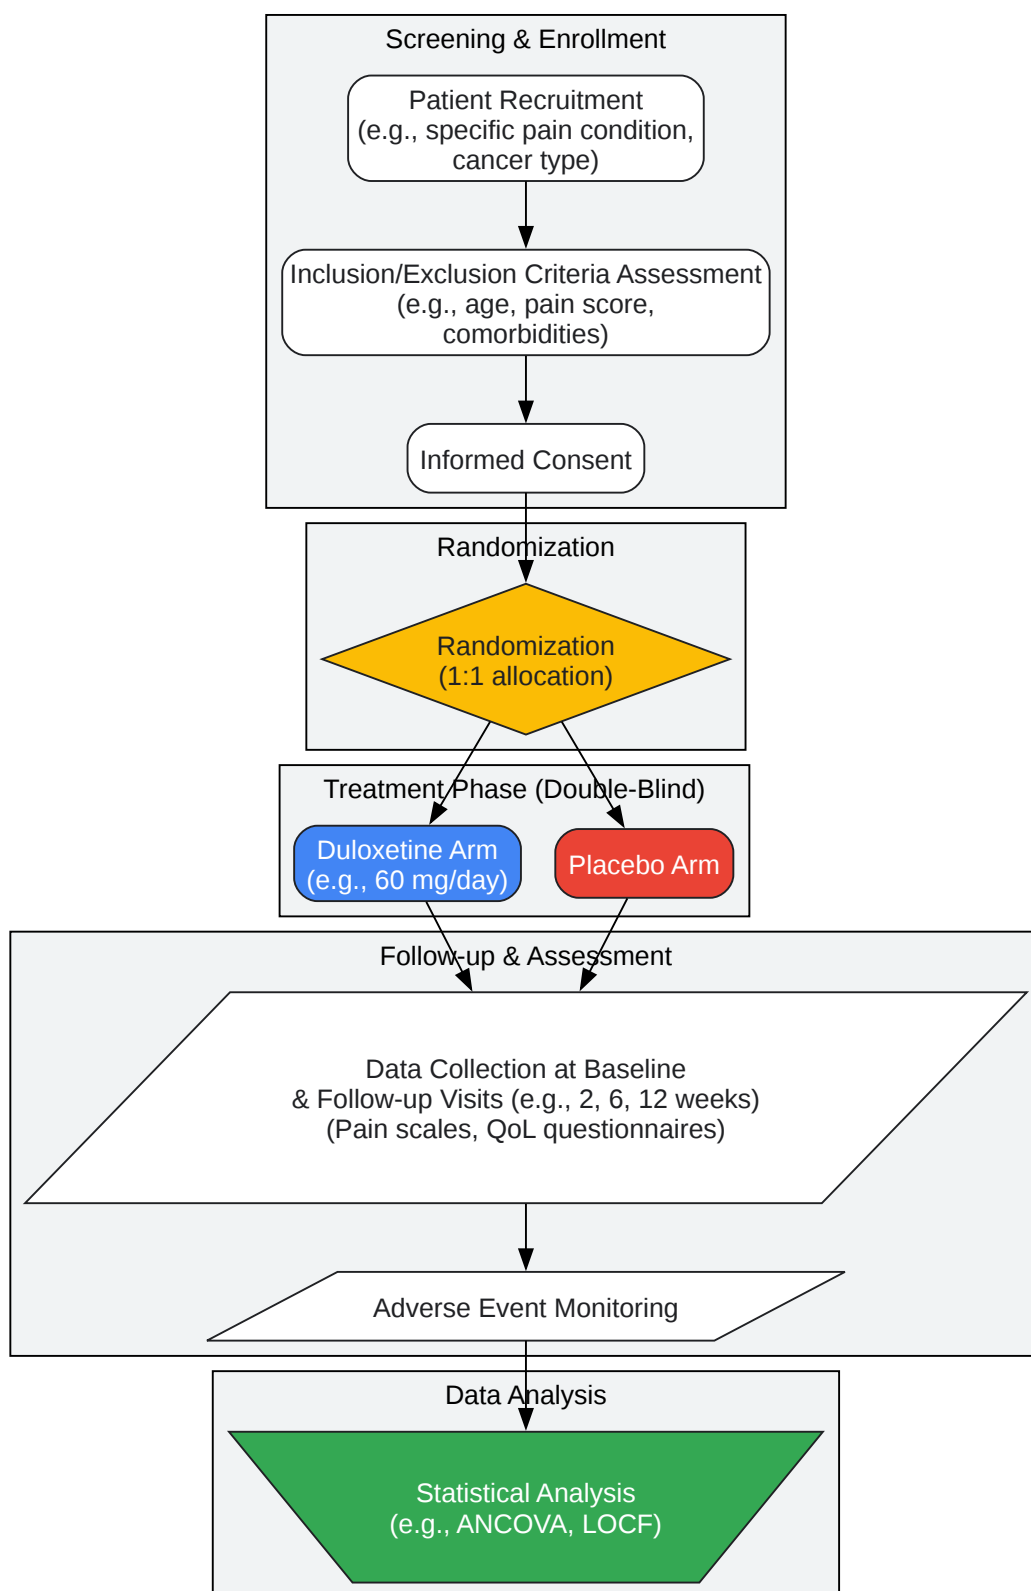 Screening & Enrollment
Patient Recruitment
(e.g., specific pain condition,
cancer type)
Inclusion/Exclusion Criteria Assessment
(e.g., age, pain score,
comorbidities)
Informed Consent
Randomization
Randomization
(1:1 allocation)
Treatment Phase (Double-Blind)
Duloxetine Arm
(e.g., 60 mg/day)
Placebo Arm
Follow-up & Assessment
Data Collection at Baseline
& Follow-up Visits (e.g., 2, 6, 12 weeks)
(Pain scales, QoL questionnaires)
Adverse Event Monitoring
Data Analysis
Statistical Analysis
(e.g., ANCOVA, LOCF)